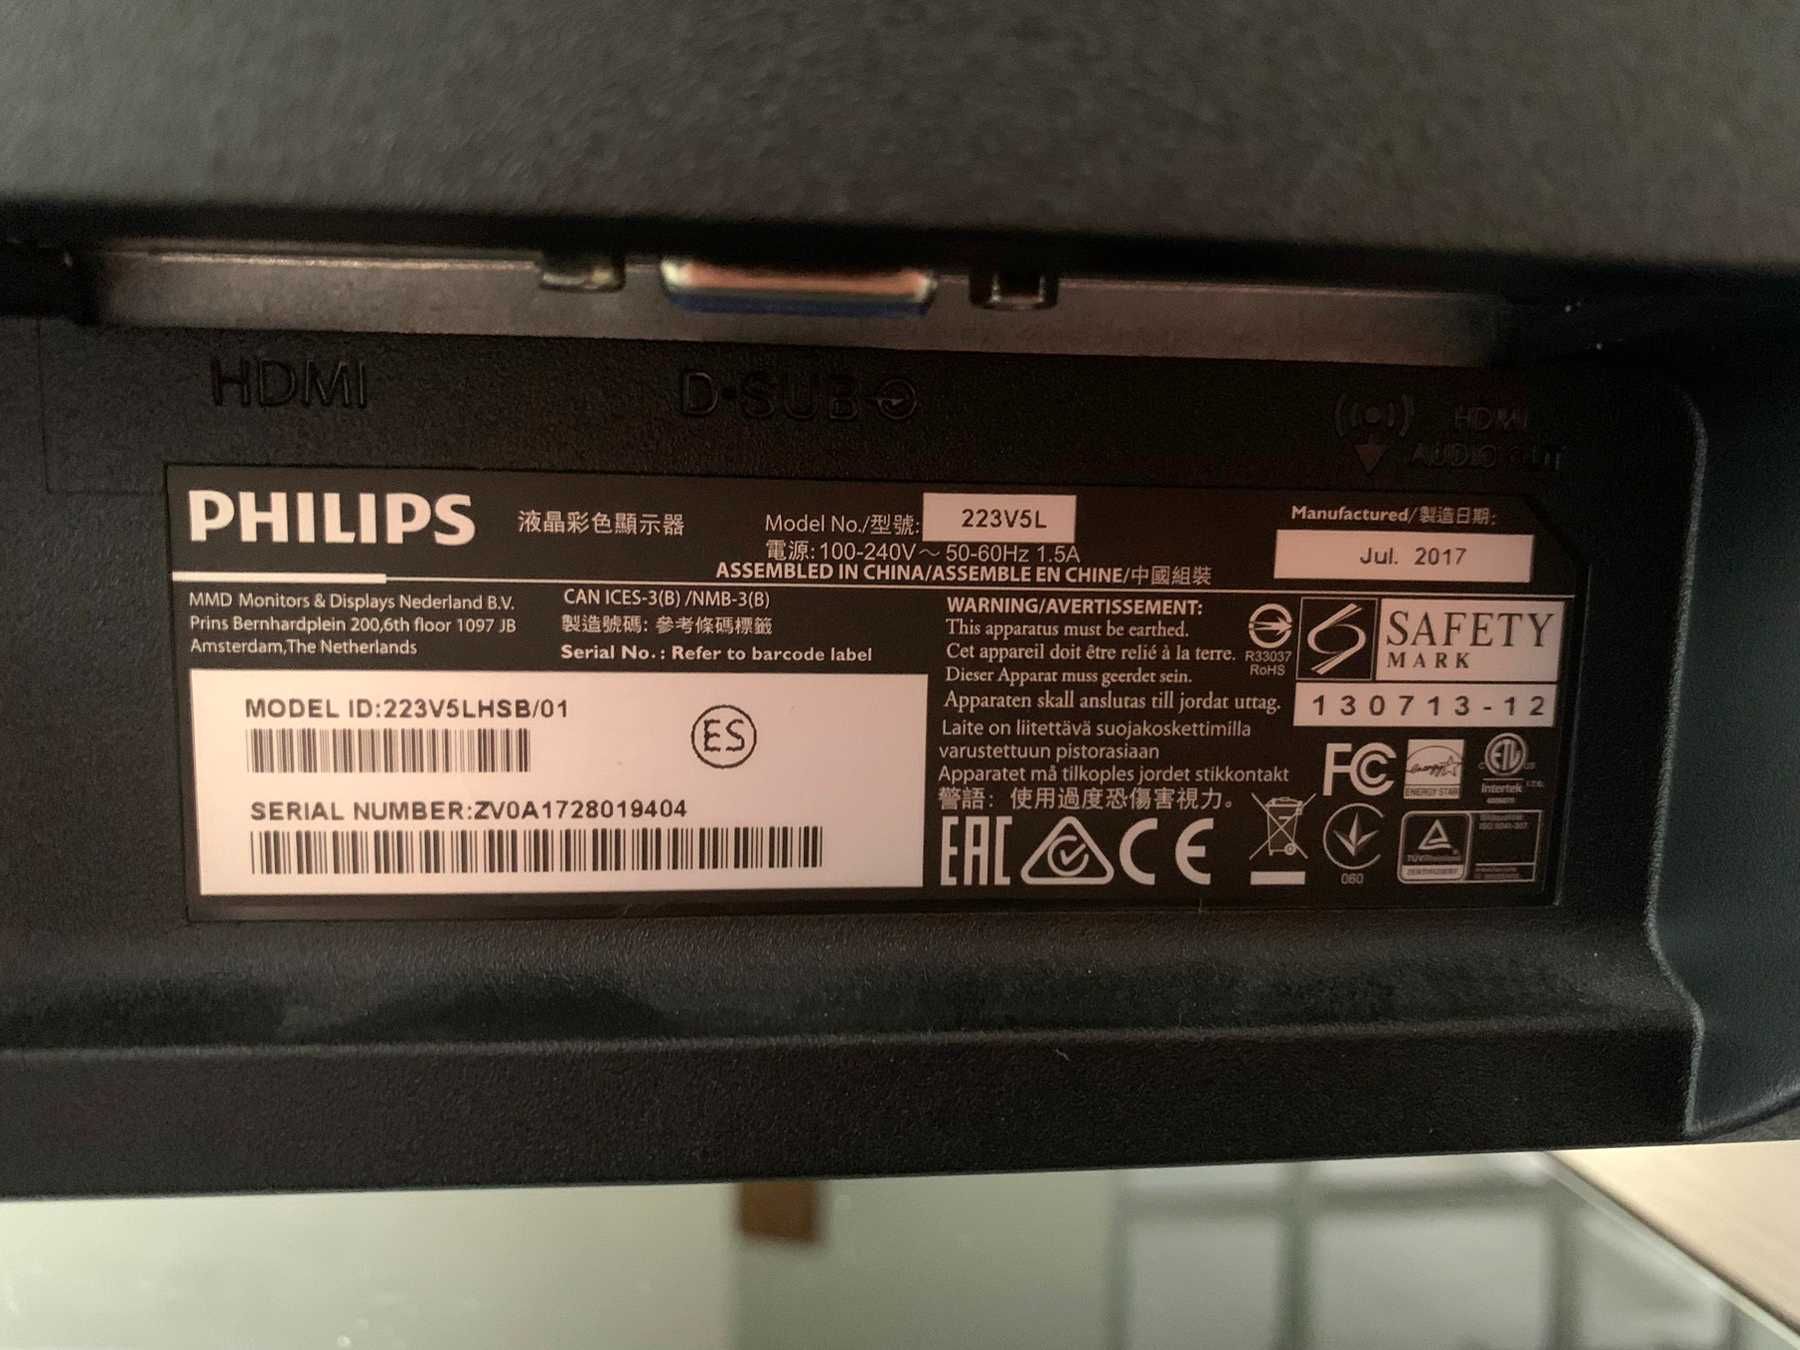 HDMI
D-SUB
HDMI
AUDIO OUT
PHILIPS
液晶彩色顯示器
Model No./型號: 223V5L
電源: 100-240V~ 50-60Hz 1.5A
ASSEMBLED IN CHINA/ASSEMBLE EN CHINE/中國組裝
Manufactured/製造日期:
Jul. 2017
MMD Monitors & Displays Nederland B.V.
Prins Bernhardplein 200,6th floor 1097 JB
Amsterdam,The Netherlands
CAN ICES-3(B) /NMB-3(B)
製造號碼: 參考條碼標籤
Serial No. : Refer to barcode label
MODEL ID:223V5LHSB/01
ES
SERIAL NUMBER:ZV0A1728019404
WARNING/AVERTISSEMENT:
This apparatus must be earthed.
Cet appareil doit être relié à la terre.
Dieser Apparat muss geerdet sein.
Apparaten skall anslutas till jordat uttag.
Laite on liitettävä suojakoskettimilla
varustettuun pistorasiaan
Apparatet må tilkoples jordet stikkontakt
警語: 使用過度恐傷害視力。
R33037
RoHS
SAFETY
MARK
130713-12
FC
energy
ENERGY STAR
ETL
C US
Intertek
EAC
CE
060
TÜVRheinland